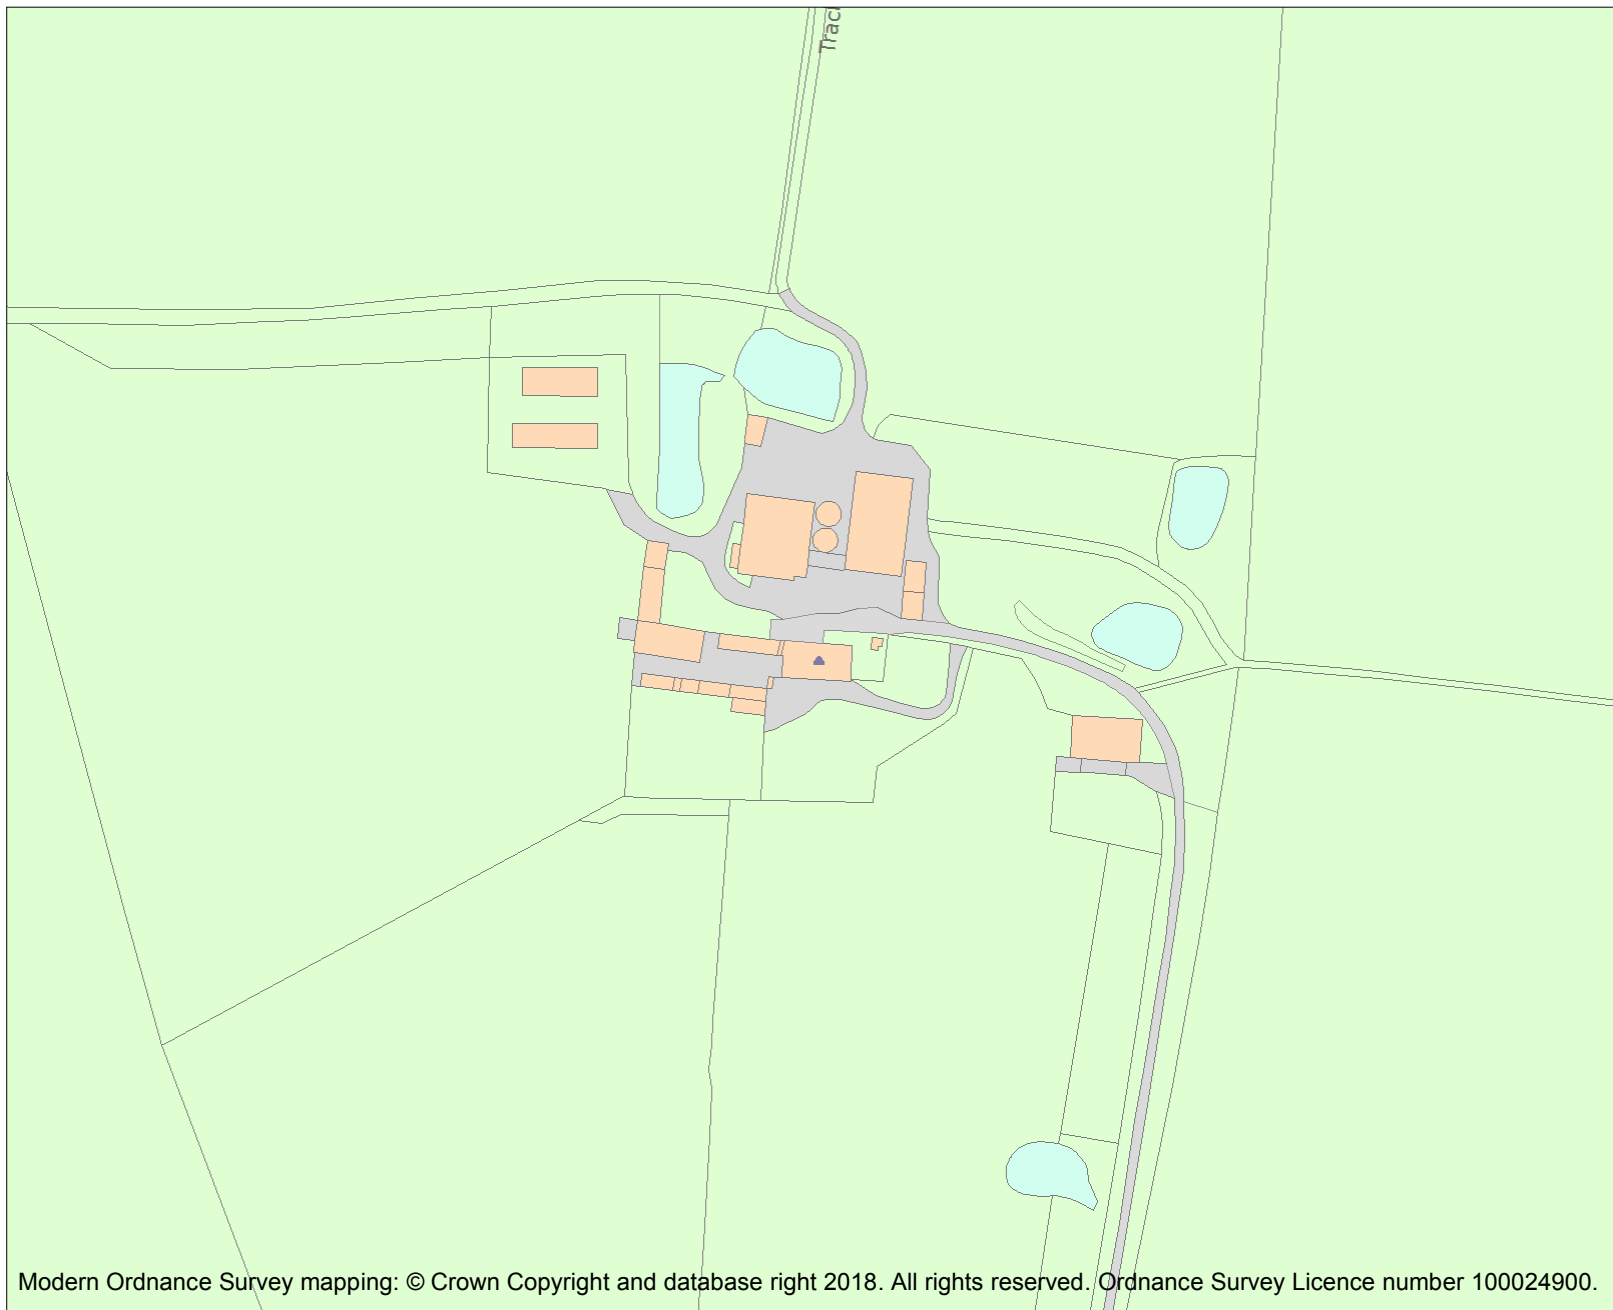 Modern Ordnance Survey mapping: © Crown Copyright and database right 2018. All rights reserved. Ordnance Survey Licence number 100024900.